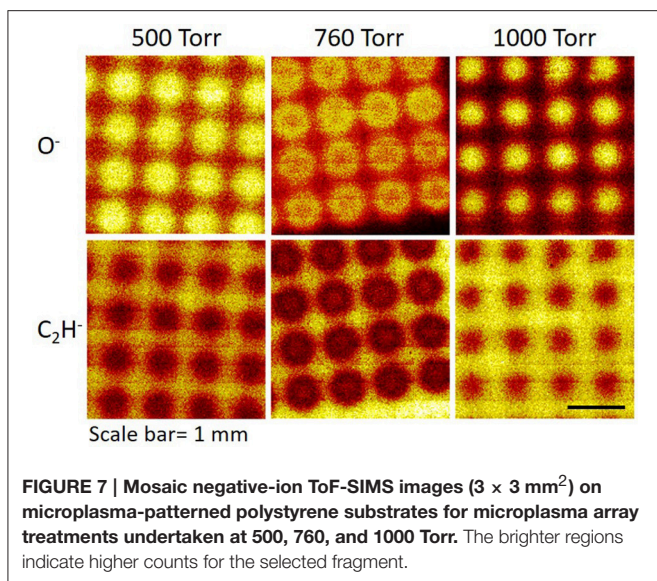 500 Torr 760 Torr 1000 Torr
O⁻
C₂H⁻
Scale bar= 1 mm
FIGURE 7 | Mosaic negative-ion ToF-SIMS images (3 × 3 mm²) on
microplasma-patterned polystyrene substrates for microplasma array
treatments undertaken at 500, 760, and 1000 Torr. The brighter regions
indicate higher counts for the selected fragment.